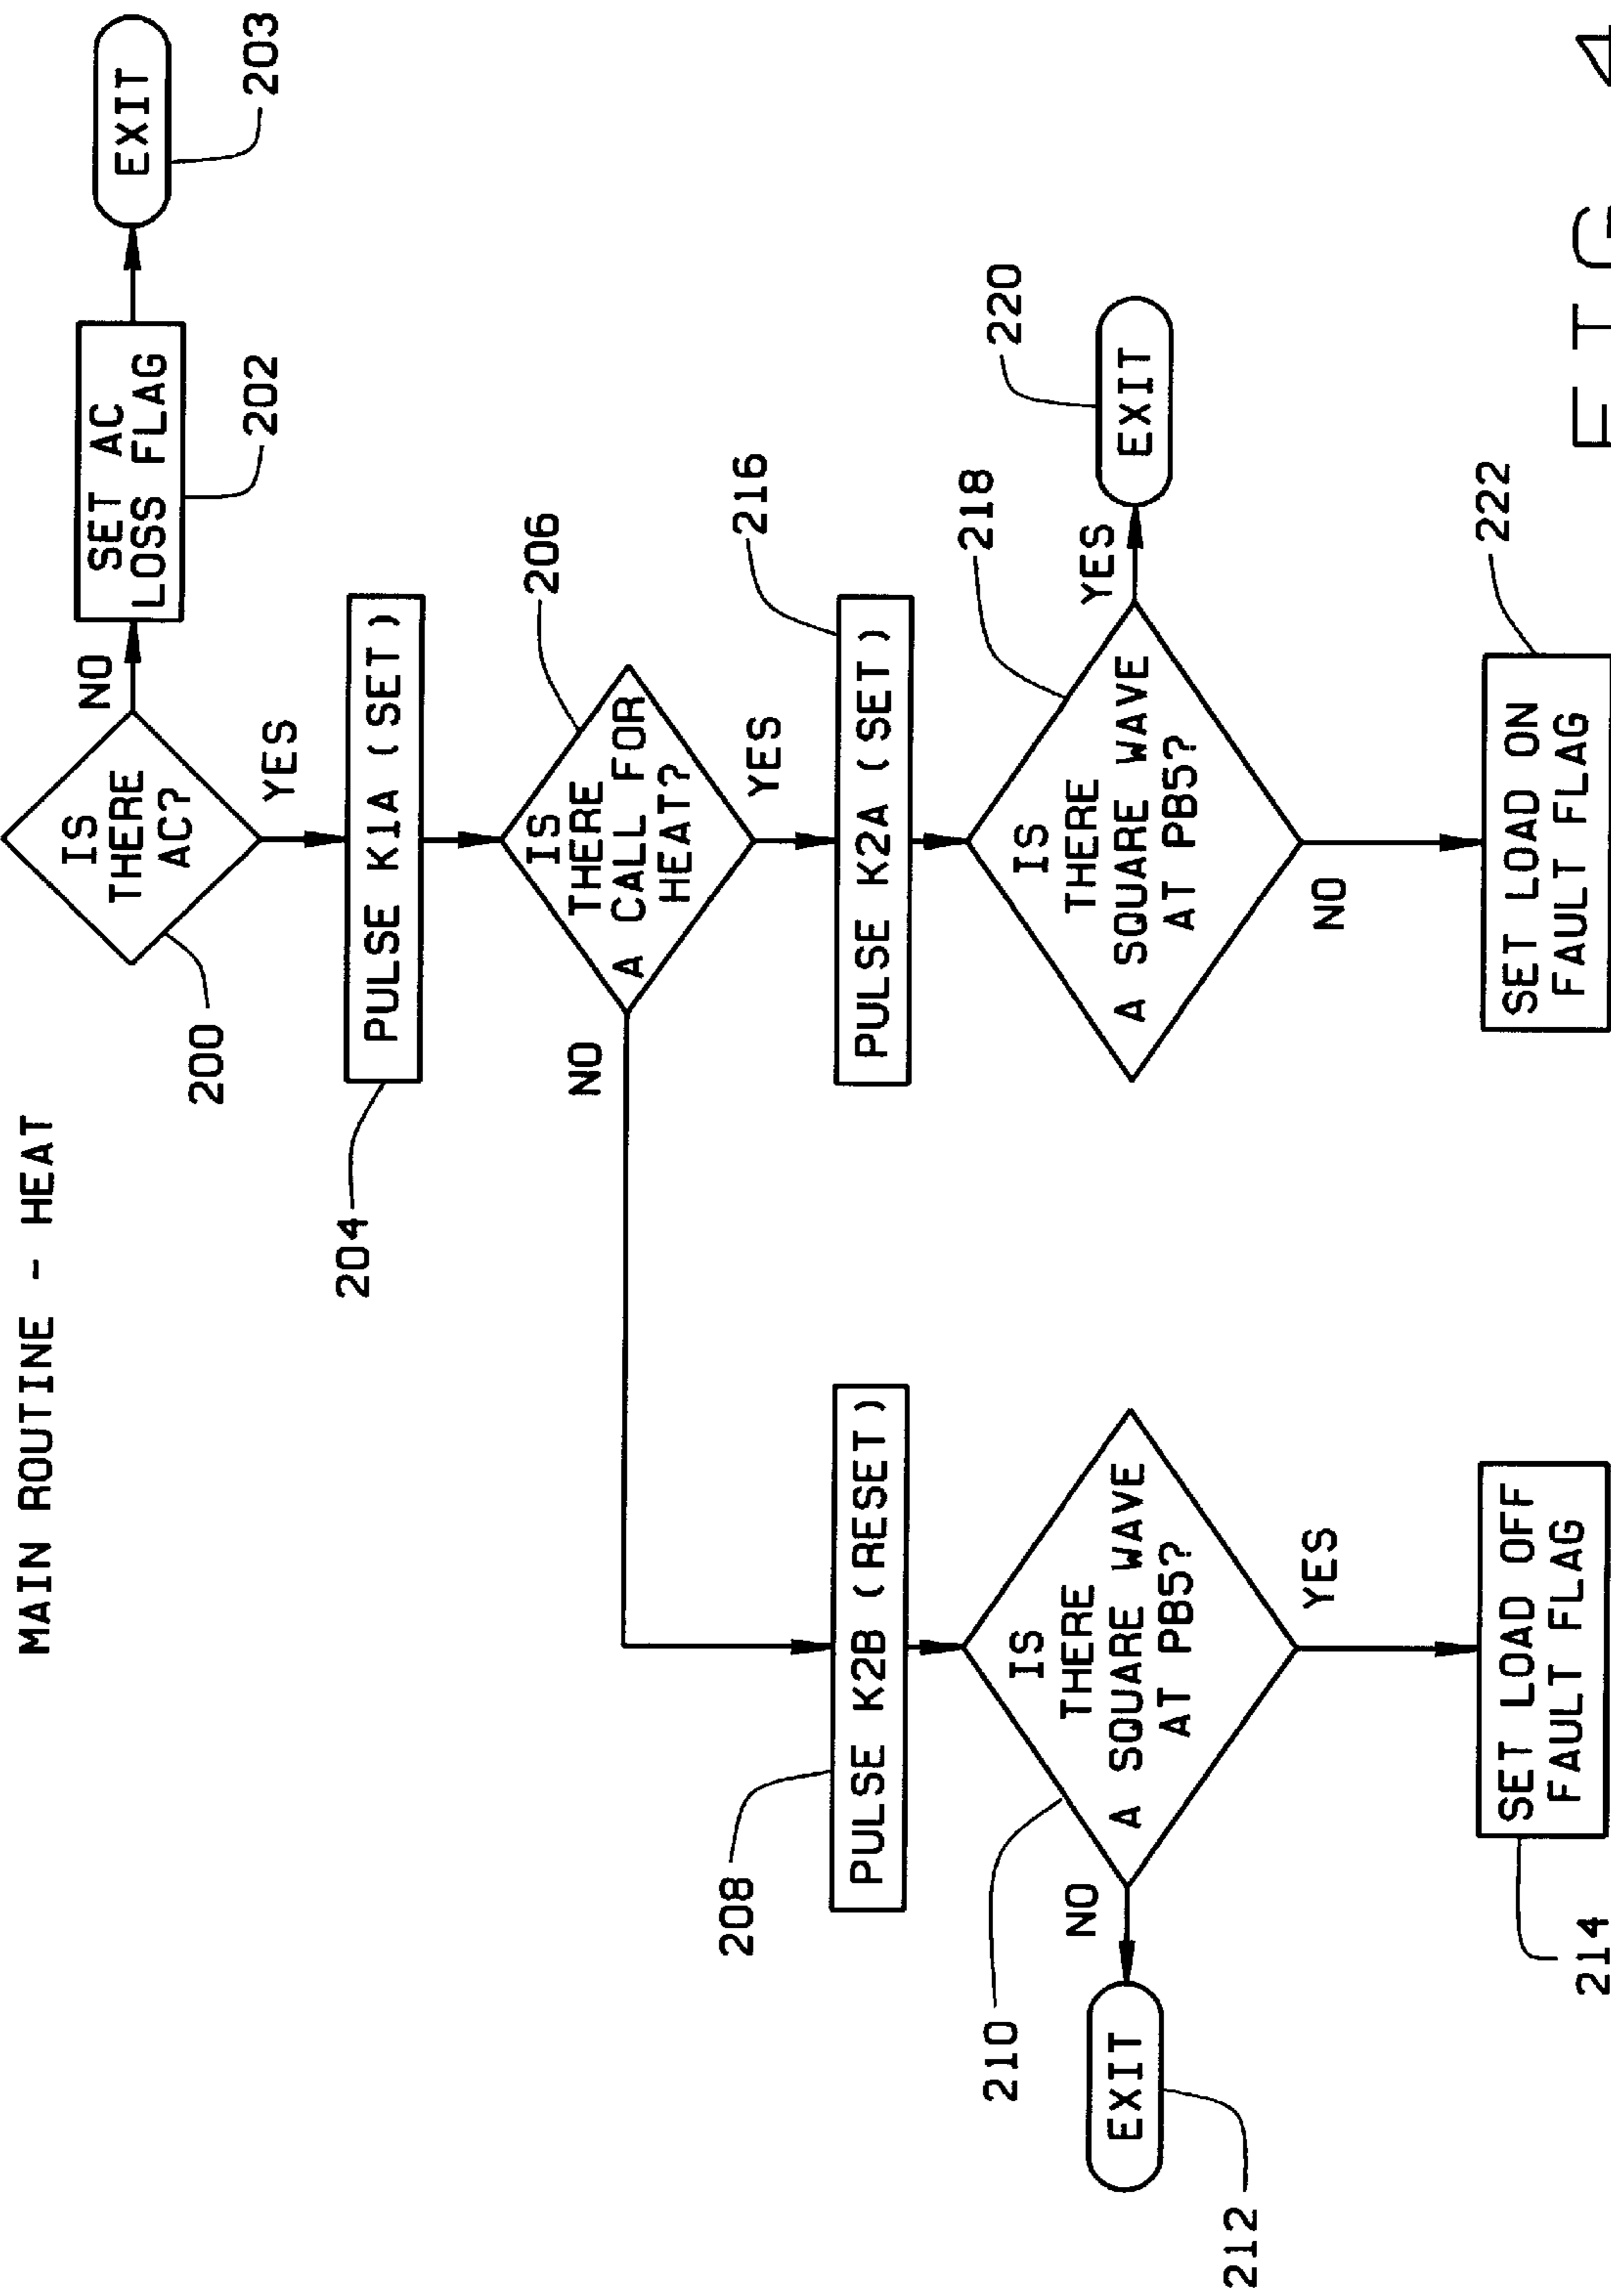 MAIN ROUTINE - HEAT
IS
THERE
AC?
200
NO
SET AC
LOSS FLAG
202
EXIT
203
YES
PULSE K1A (SET)
204
IS
THERE
A CALL FOR
HEAT?
206
NO
YES
PULSE K2B (RESET)
208
IS
THERE
A SQUARE WAVE
AT PB5?
210
NO
EXIT
212
YES
SET LOAD OFF
FAULT FLAG
214
PULSE K2A (SET)
216
IS
THERE
A SQUARE WAVE
AT PB5?
218
YES
EXIT
220
NO
SET LOAD ON
FAULT FLAG
222
FIG 4